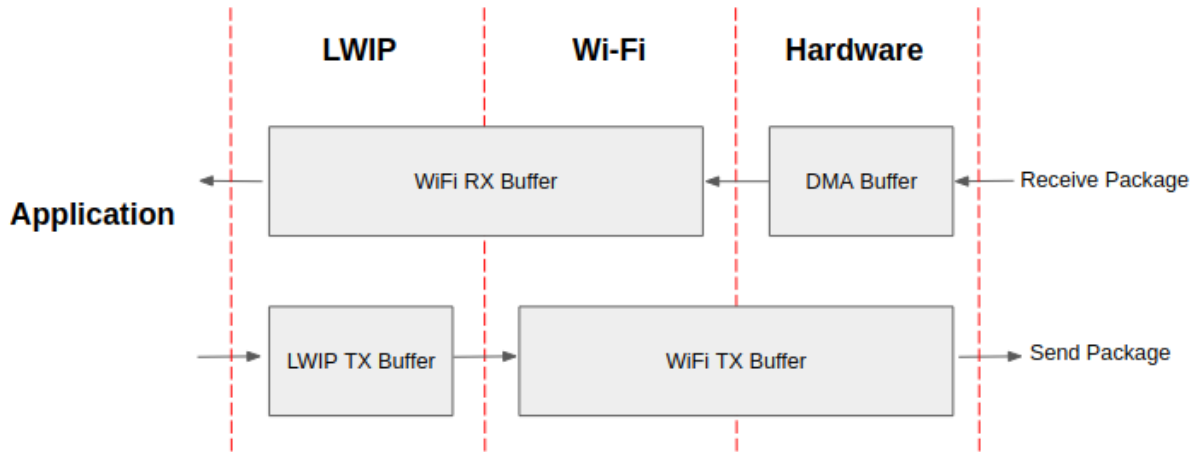 LWIP
Wi-Fi
Hardware
WiFi RX Buffer
DMA Buffer
Receive Package
Application
LWIP TX Buffer
WiFi TX Buffer
Send Package